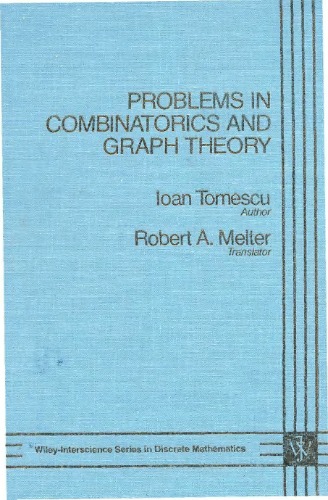 PROBLEMS IN
COMBINATORICS AND
GRAPH THEORY
Ioan Tomescu
Author
Robert A. Melter
Translator
Wiley-Interscience Series in Discrete Mathematics